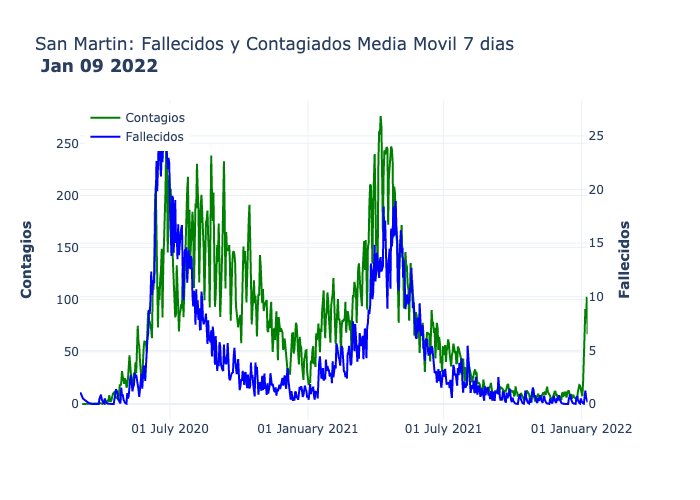 San Martin: Fallecidos y Contagiados Media Movil 7 dias
Jan 09 2022
Contagios
Fallecidos
250
200
150
100
50
0
25
20
15
10
5
0
Contagios
Fallecidos
01 July 2020
01 January 2021
01 July 2021
01 January 2022